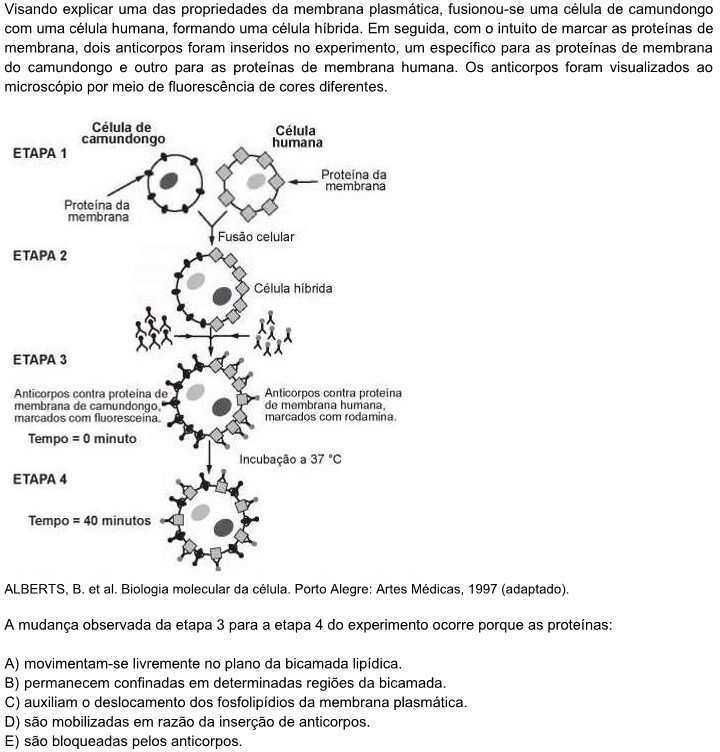 Visando explicar uma das propriedades da membrana plasmática, fusionou-se uma célula de camundongo
com uma célula humana, formando uma célula híbrida. Em seguida, com o intuito de marcar as proteínas de
membrana, dois anticorpos foram inseridos no experimento, um específico para as proteínas de membrana
do camundongo e outro para as proteínas de membrana humana. Os anticorpos foram visualizados ao
microscópio por meio de fluorescência de cores diferentes.
ETAPA 1
Célula de
camundongo
Célula
humana
Proteína da
membrana
Proteína da
membrana
Fusão celular
ETAPA 2
Célula híbrida
ETAPA 3
Anticorpos contra proteína de
membrana de camundongo,
marcados com fluoresceína.
Anticorpos contra proteína
de membrana humana,
marcados com rodamina.
Tempo = 0 minuto
Incubação a 37 °C
ETAPA 4
Tempo = 40 minutos
ALBERTS, B. et al. Biologia molecular da célula. Porto Alegre: Artes Médicas, 1997 (adaptado).
A mudança observada da etapa 3 para a etapa 4 do experimento ocorre porque as proteínas:
A) movimentam-se livremente no plano da bicamada lipídica.
B) permanecem confinadas em determinadas regiões da bicamada.
C) auxiliam o deslocamento dos fosfolipídios da membrana plasmática.
D) são mobilizadas em razão da inserção de anticorpos.
E) são bloqueadas pelos anticorpos.